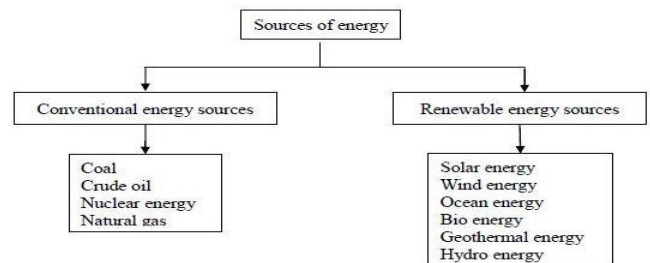 Sources of energy
Conventional energy sources
Renewable energy sources
Coal
Crude oil
Nuclear energy
Natural gas
Solar energy
Wind energy
Ocean energy
Bio energy
Geothermal energy
Hydro energy